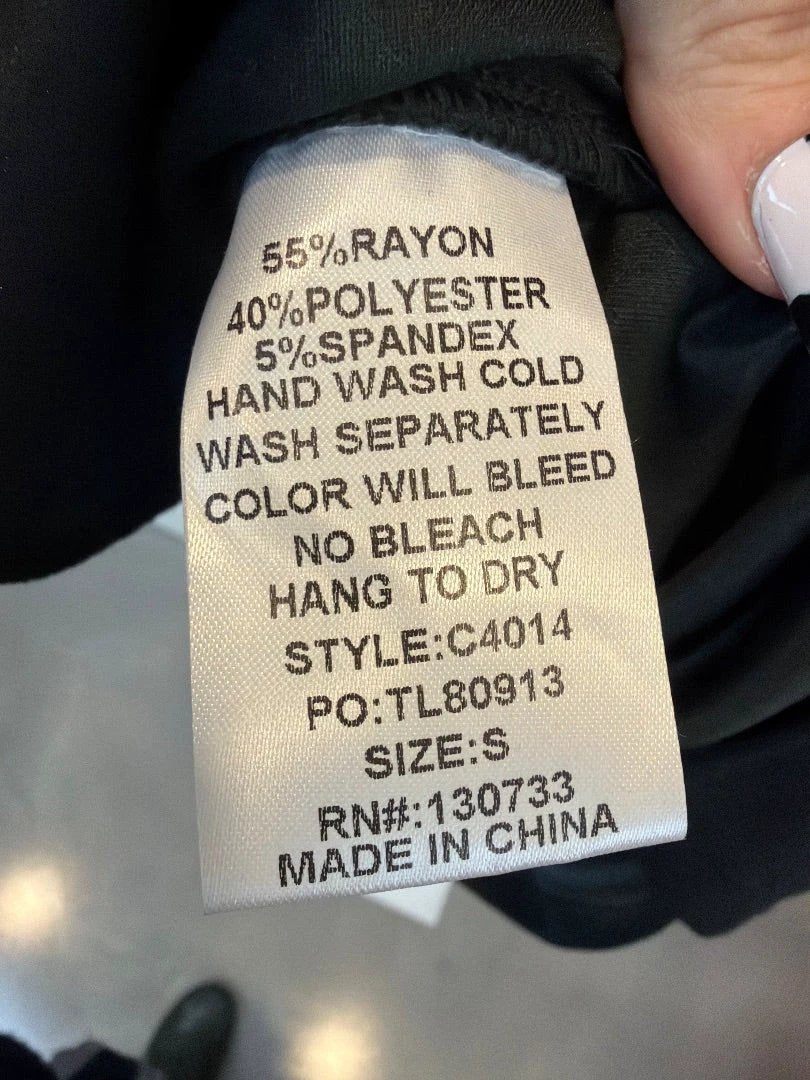 55%RAYON
40%POLYESTER
5%SPANDEX
HAND WASH COLD
WASH SEPARATELY
COLOR WILL BLEED
NO BLEACH
HANG TO DRY
STYLE:C4014
PO:TL80913
SIZE:S
RN#:130733
MADE IN CHINA